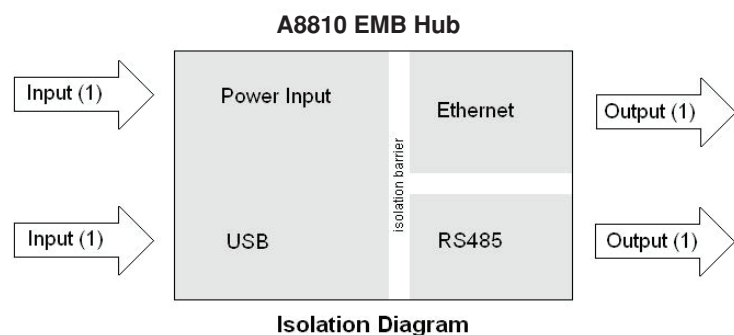 A8810 EMB Hub
Input (1)
Power Input
Ethernet
Output (1)
isolation barrier
Input (1)
USB
RS485
Output (1)
Isolation Diagram